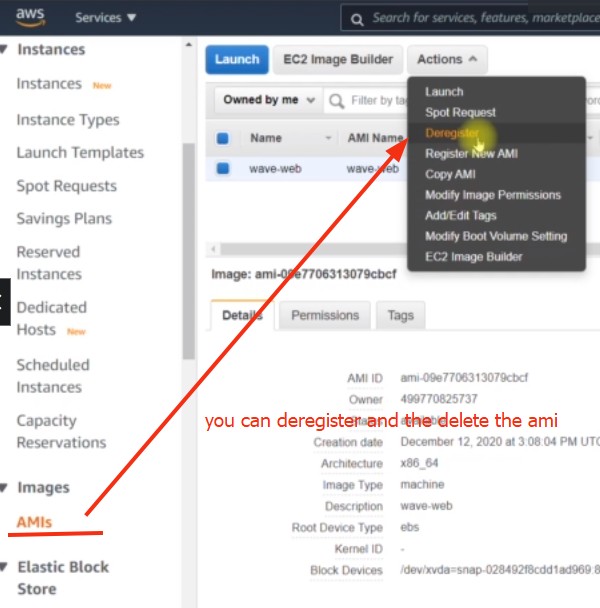 aws
Services
Search for services, features, marketplace
Instances
Instances New
Instance Types
Launch Templates
Spot Requests
Savings Plans
Reserved
Instances
Dedicated
Hosts New
Scheduled
Instances
Capacity
Reservations
Images
AMIs
Elastic Block
Store
Launch
EC2 Image Builder
Actions
Owned by me
Filter by
Name
AMI Name
wave-web
wave-web
Launch
Spot Request
Deregister
Register New AMI
Copy AMI
Modify Image Permissions
Add/Edit Tags
Modify Boot Volume Setting
EC2 Image Builder
Image: ami-09e7706313079cbcf
Details
Permissions
Tags
AMI ID ami-09e7706313079cbcf
Owner 499770825737
you can deregister and the delete the ami
Creation date December 12, 2020 at 3:08:04 PM UTC
Architecture x86_64
Image Type machine
Description wave-web
Root Device Type ebs
Kernel ID -
Block Devices /dev/xvda=snap-028492f8cdd1ad969:8